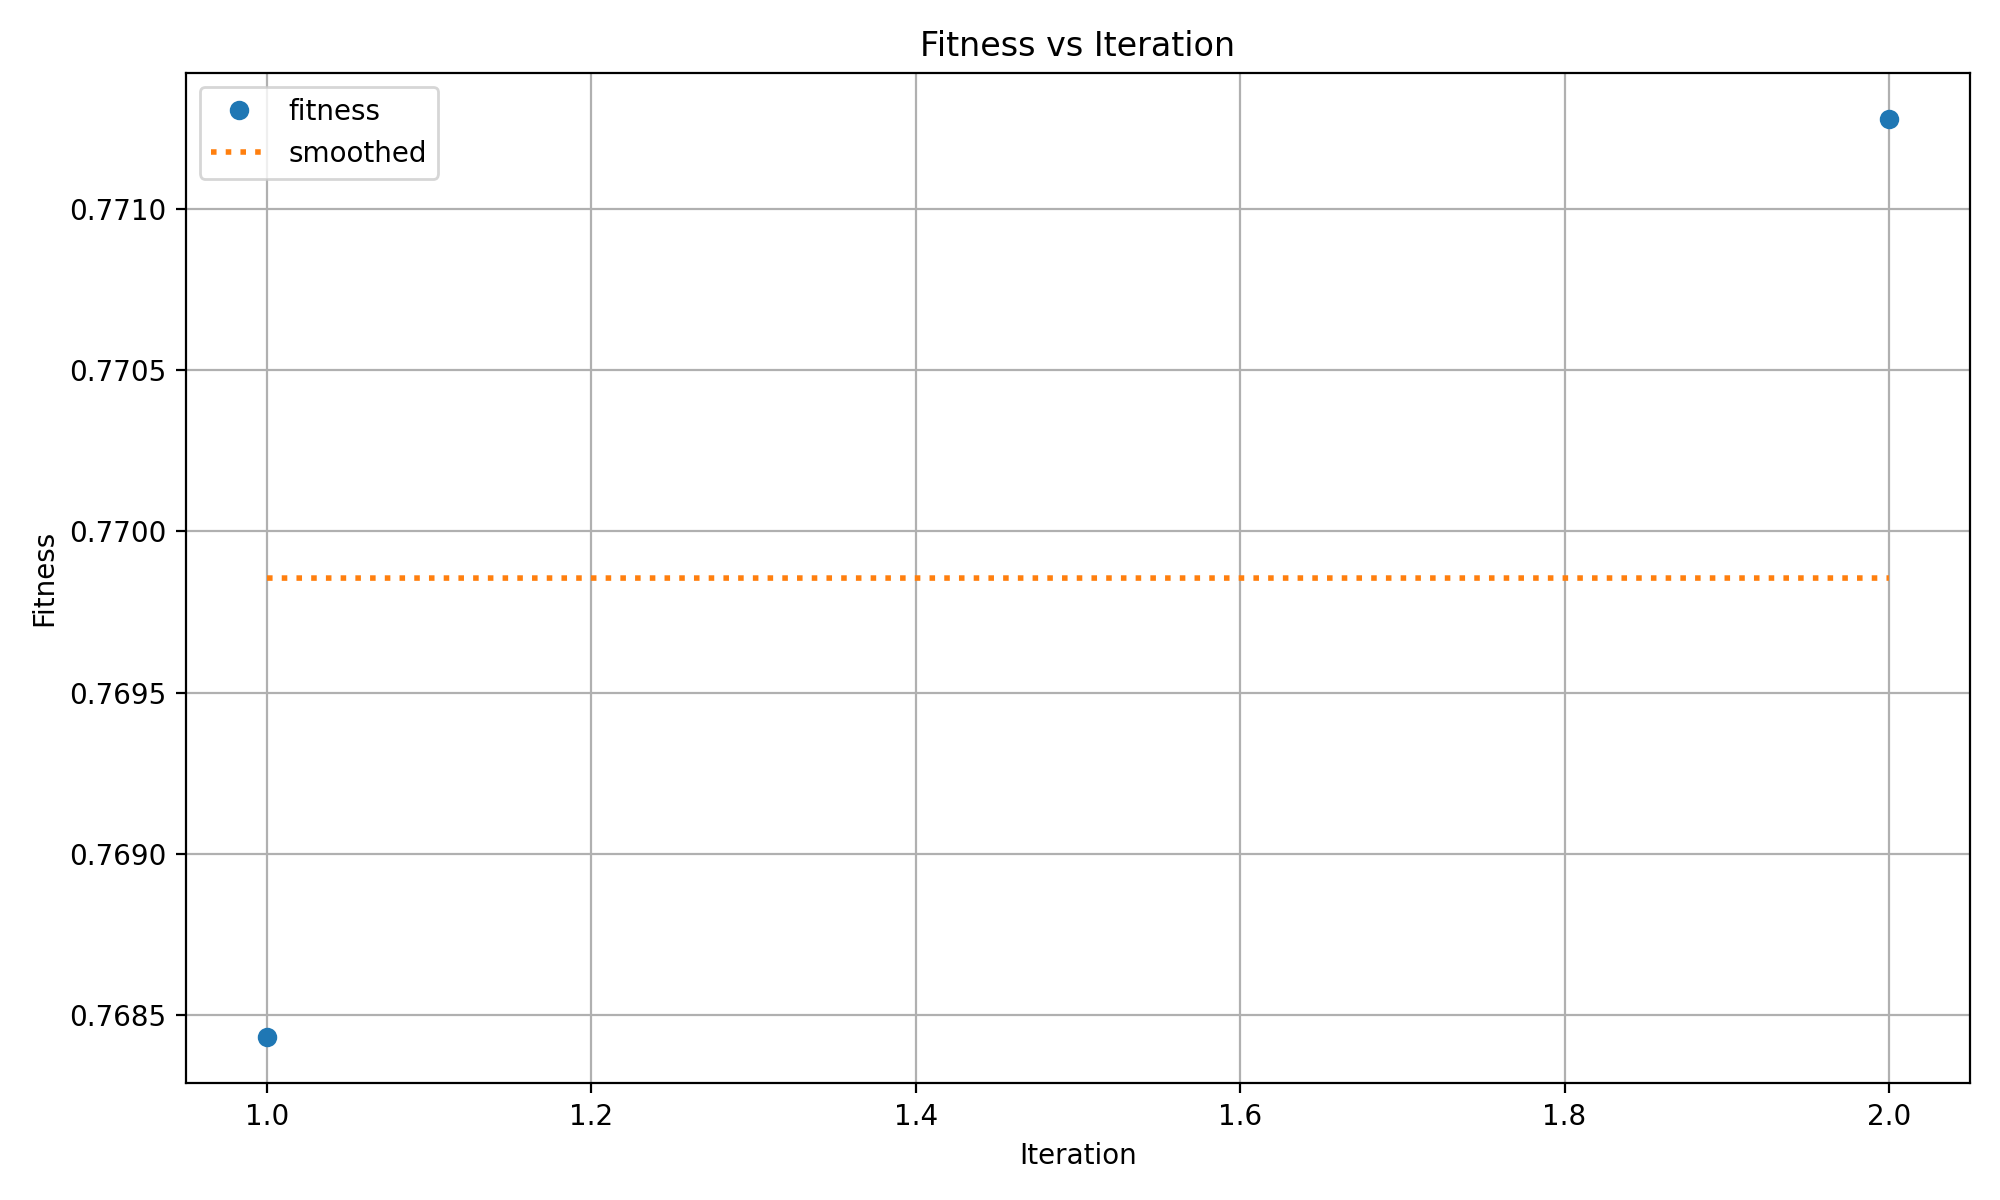 Fitness vs Iteration
fitness
smoothed
0.7710
0.7705
0.7700
0.7695
0.7690
0.7685
Fitness
1.0 1.2 1.4 1.6 1.8 2.0
Iteration